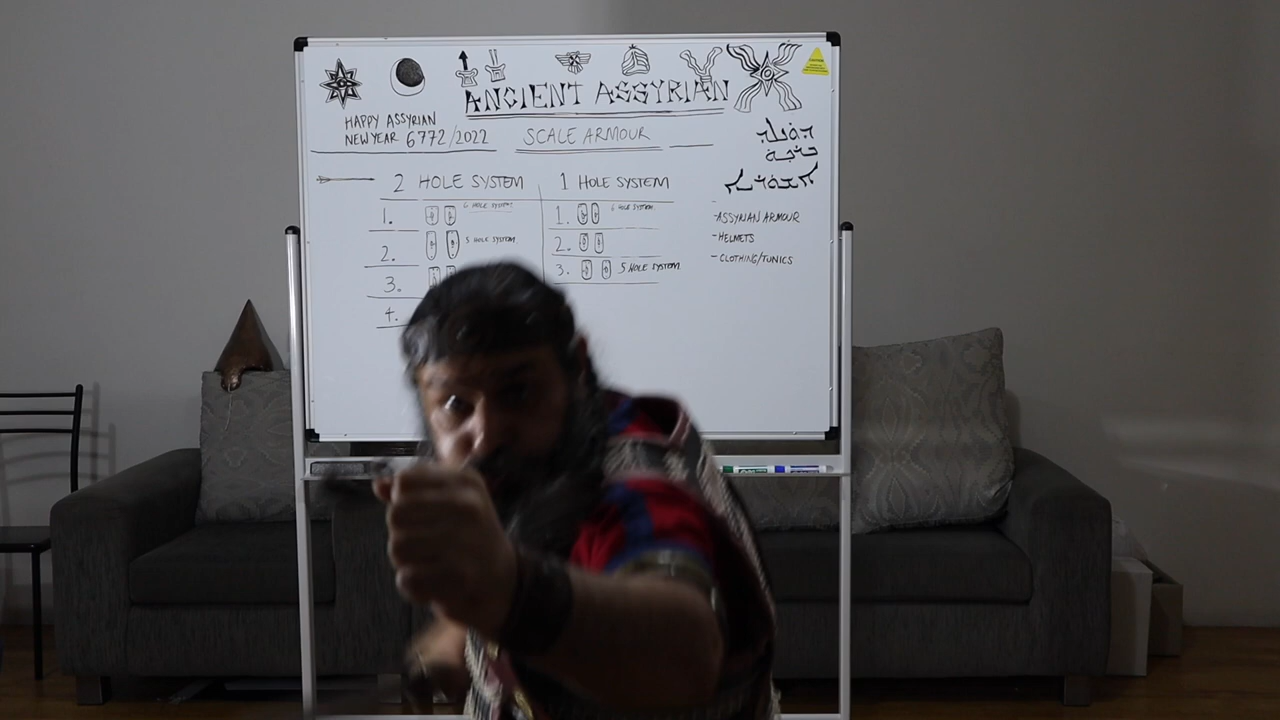 ANCIENT ASSYRIAN
CAUTION
HAPPY ASSYRIAN
NEW YEAR 6772/2022
SCALE ARMOUR
2 HOLE SYSTEM
1.
6 HOLE SYSTEM
2.
5 HOLE SYSTEM
3.
4.
1 HOLE SYSTEM
1.
6 HOLE SYSTEM
2.
3.
5 HOLE SYSTEM
-ASSYRIAN ARMOUR
-HELMETS
-CLOTHING/TUNICS